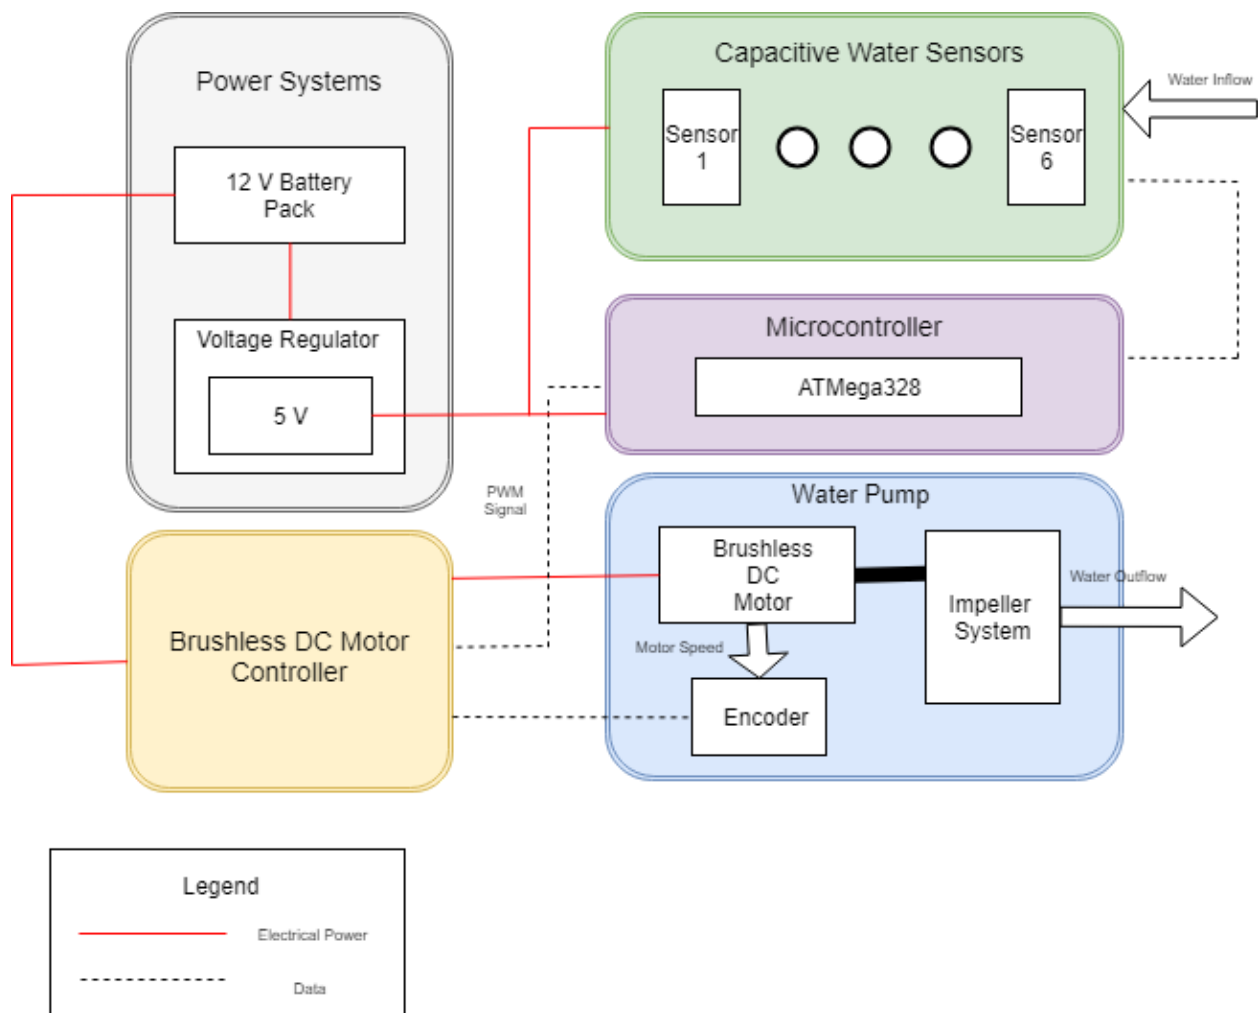 Power Systems
12 V Battery
Pack
Voltage Regulator
5 V
Capacitive Water Sensors
Sensor
1
Sensor
6
Water Inflow
Microcontroller
ATMega328
PWM
Signal
Brushless DC Motor
Controller
Water Pump
Brushless
DC
Motor
Motor Speed
Encoder
Impeller
System
Water Outflow
Legend
Electrical Power
Data